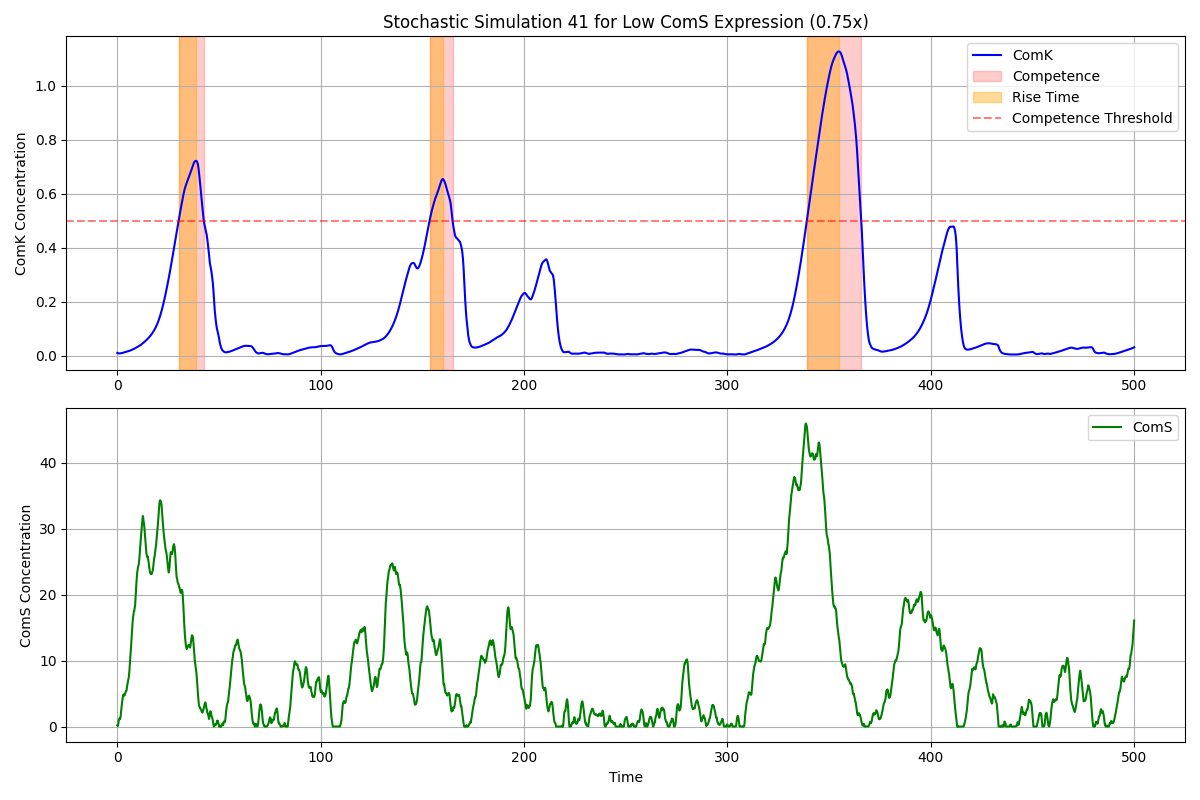 Stochastic Simulation 41 for Low ComS Expression (0.75x)
ComK Concentration
1.0
0.8
0.6
0.4
0.2
0.0
ComK
Competence
Rise Time
Competence Threshold
0 100 200 300 400 500
ComS Concentration
40
30
20
10
0
ComS
0 100 200 300 400 500
Time